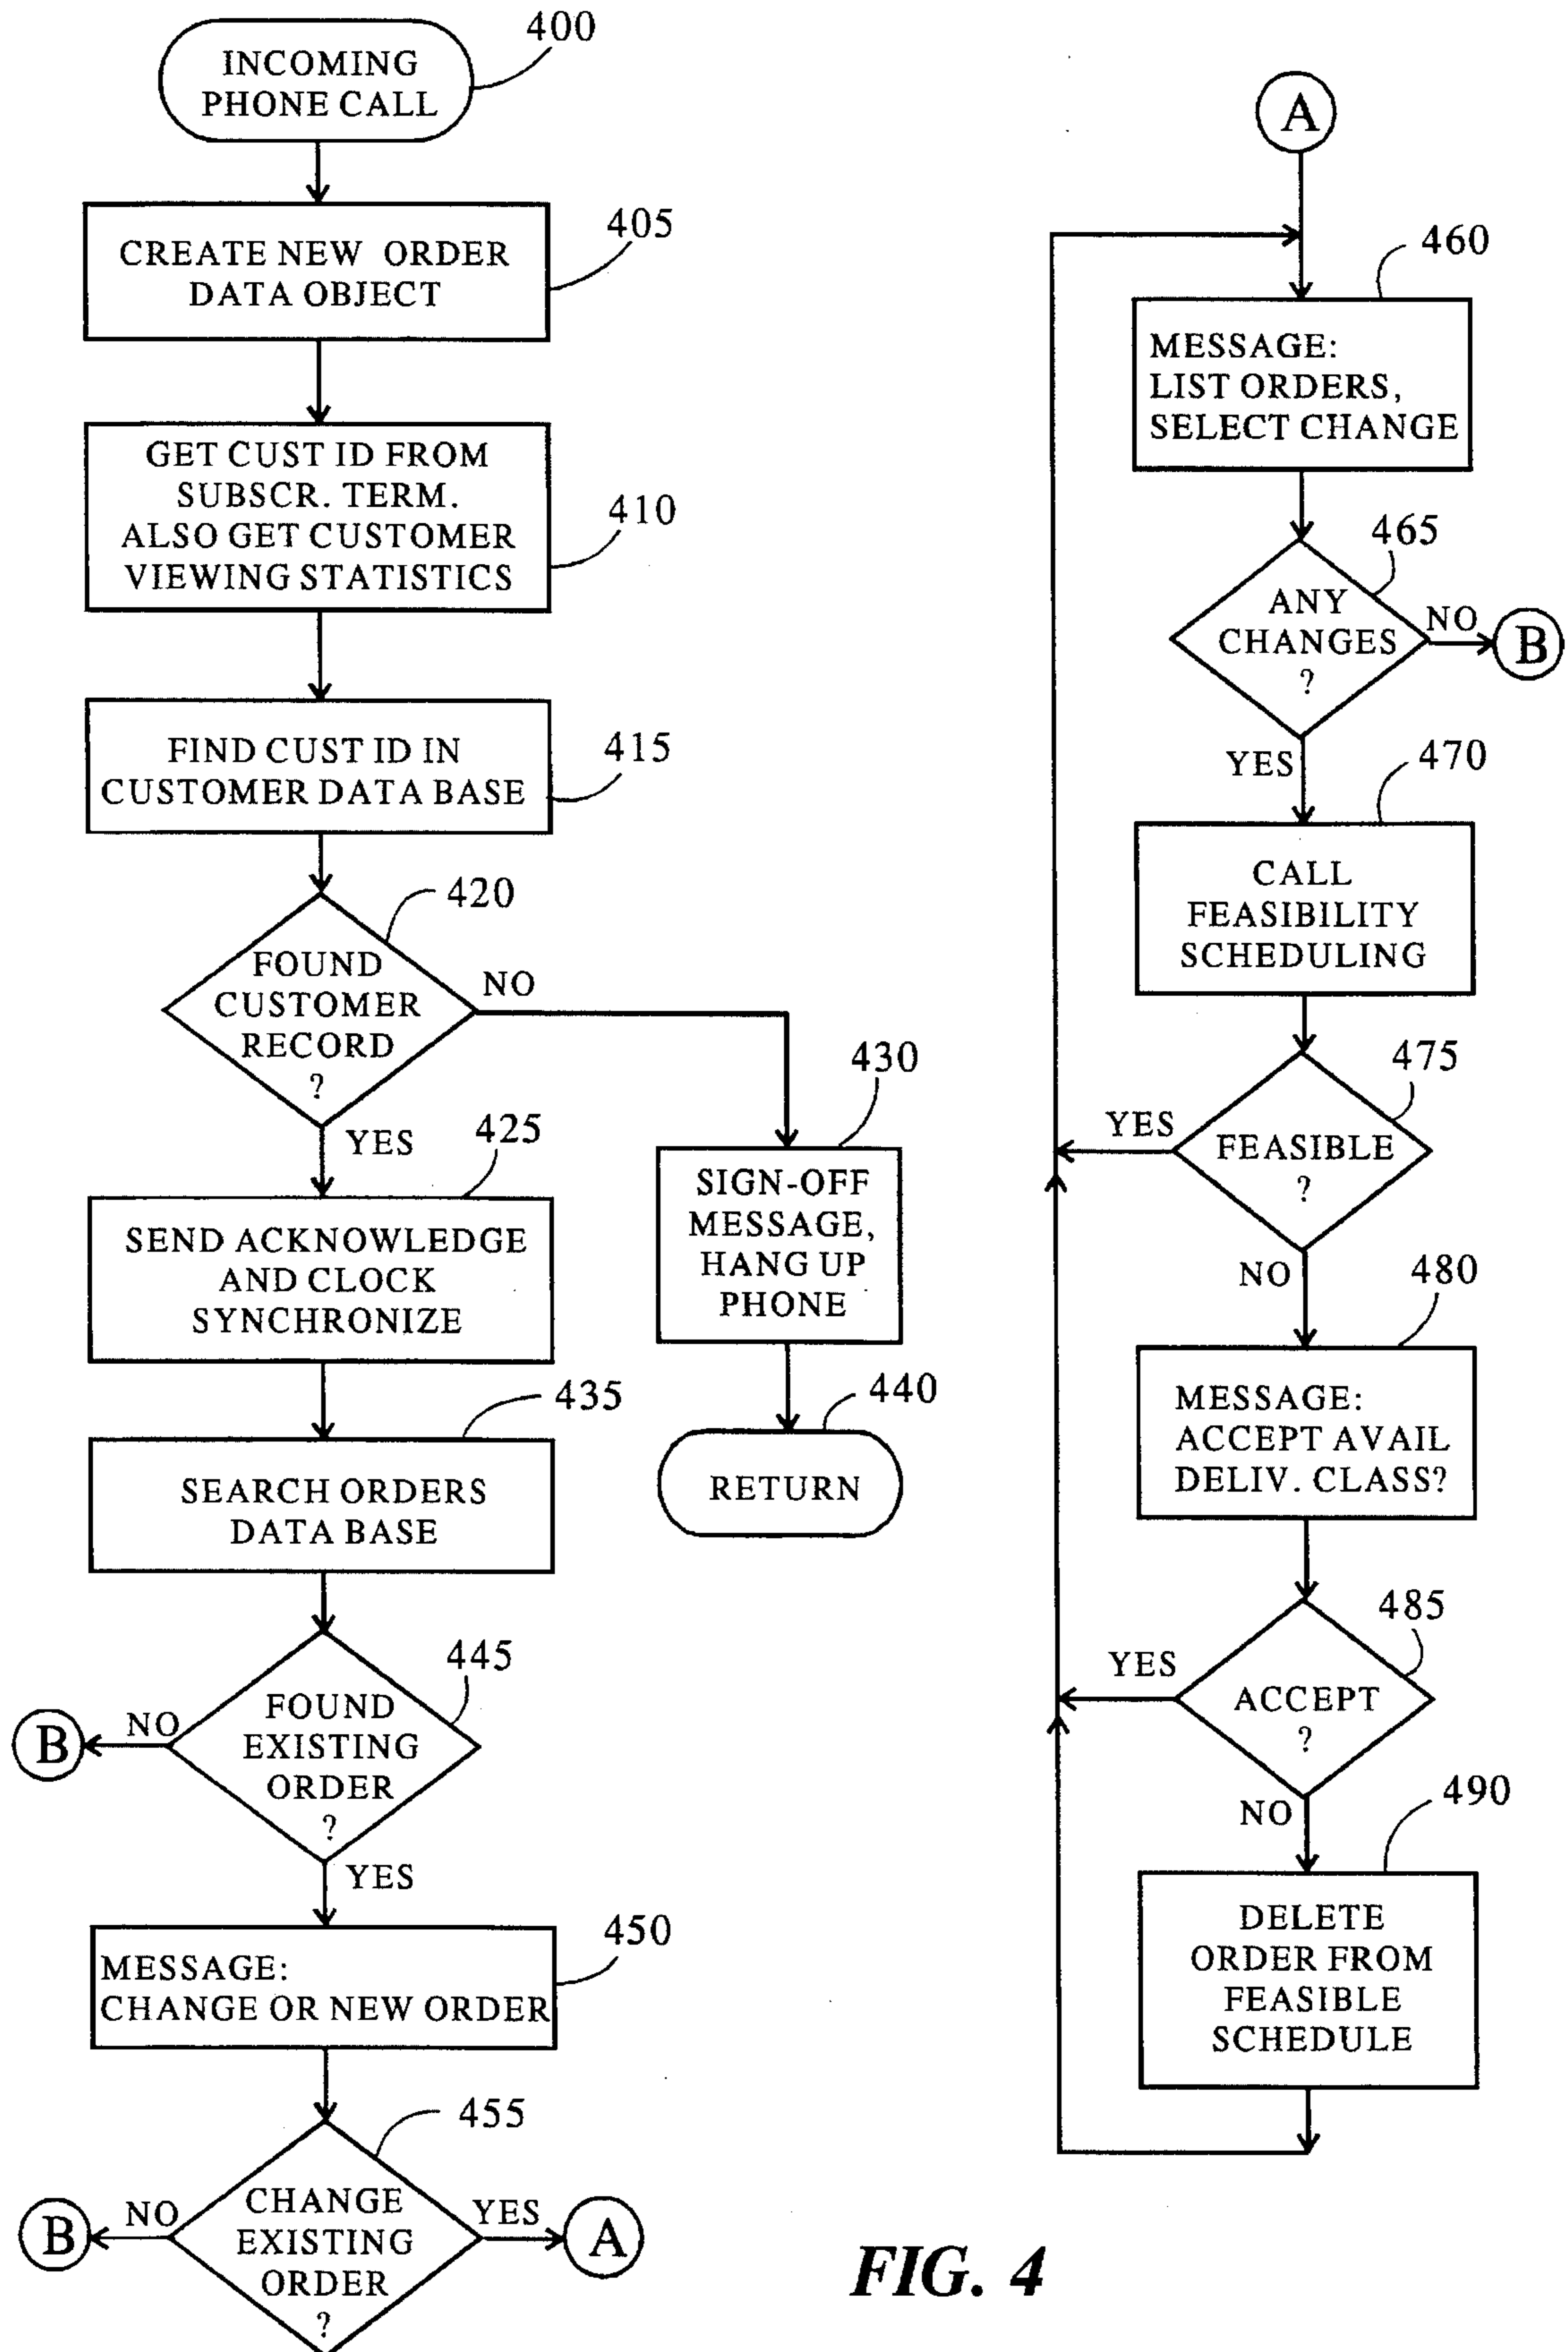 400
INCOMING
PHONE CALL
405
CREATE NEW ORDER
DATA OBJECT
GET CUST ID FROM
SUBSCR. TERM.
ALSO GET CUSTOMER
VIEWING STATISTICS
410
FIND CUST ID IN
CUSTOMER DATA BASE
415
420
FOUND
CUSTOMER
RECORD
?
NO
YES
425
SEND ACKNOWLEDGE
AND CLOCK
SYNCHRONIZE
430
SIGN-OFF
MESSAGE,
HANG UP
PHONE
440
RETURN
435
SEARCH ORDERS
DATA BASE
445
FOUND
EXISTING
ORDER
?
NO
B
YES
450
MESSAGE:
CHANGE OR NEW ORDER
455
CHANGE
EXISTING
ORDER
?
NO
B
YES
A
A
460
MESSAGE:
LIST ORDERS,
SELECT CHANGE
465
ANY
CHANGES
?
NO
B
YES
470
CALL
FEASIBILITY
SCHEDULING
475
YES
FEASIBLE
?
NO
480
MESSAGE:
ACCEPT AVAIL
DELIV. CLASS?
485
YES
ACCEPT
?
NO
490
DELETE
ORDER FROM
FEASIBLE
SCHEDULE
FIG. 4